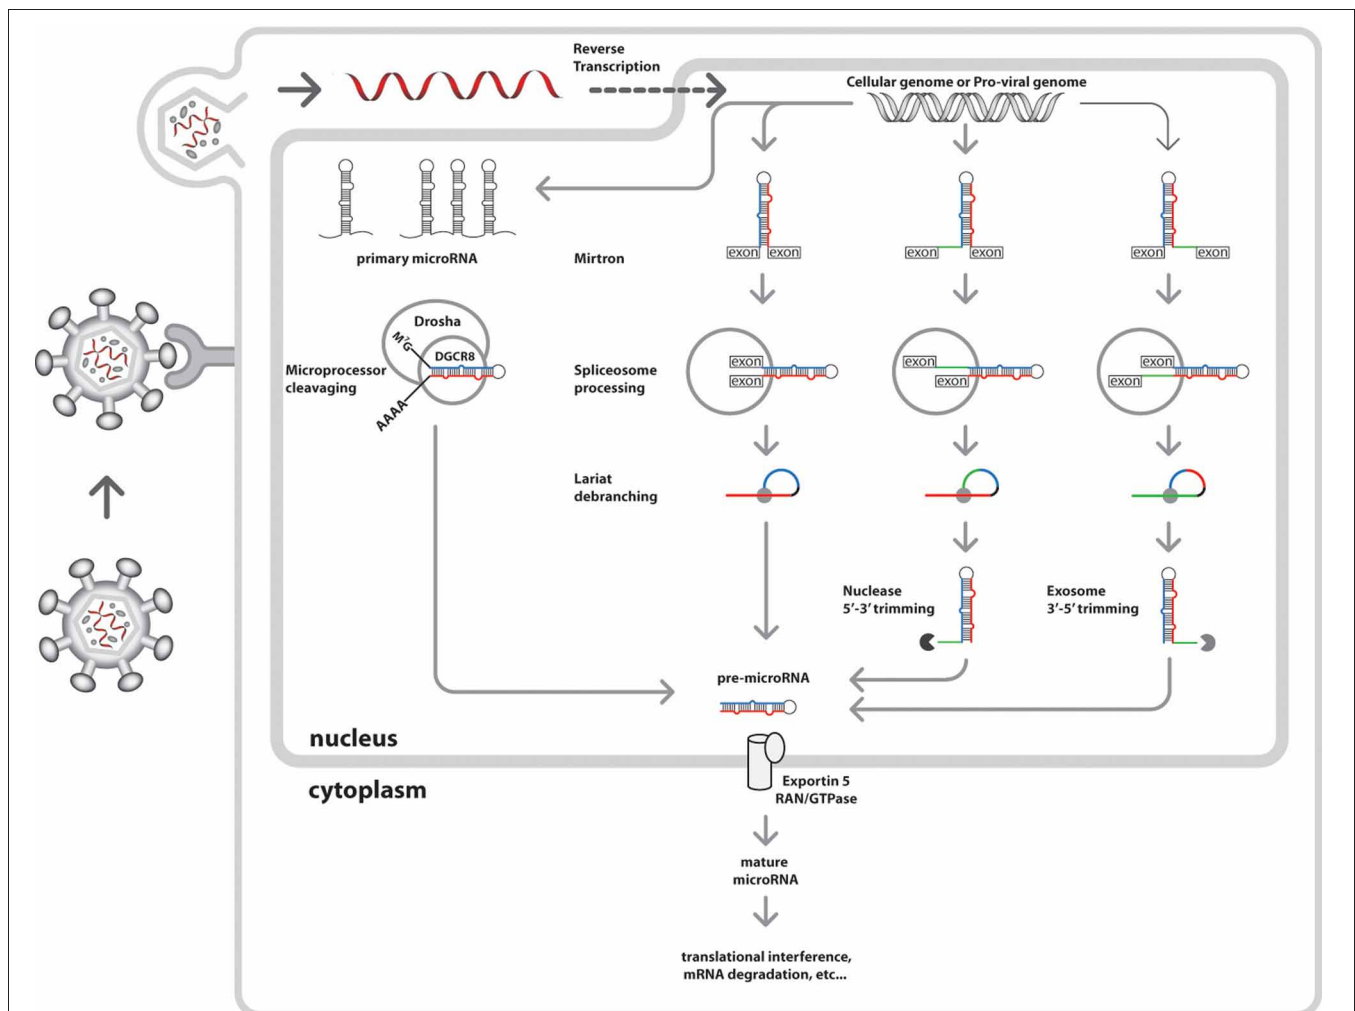 Reverse
Transcription
Cellular genome or Pro-viral genome
primary microRNA
Mirtron
exon exon
exon exon
exon exon
Drosha
M7G
DGCR8
AAAA
Microprocessor
cleavaging
Spliceosome
processing
exon
exon
exon
exon
exon
exon
Lariat
debranching
Nuclease
5’-3’ trimming
Exosome
3’-5’ trimming
pre-microRNA
nucleus
cytoplasm
Exportin 5
RAN/GTPase
mature
microRNA
translational interference,
mRNA degradation, etc...